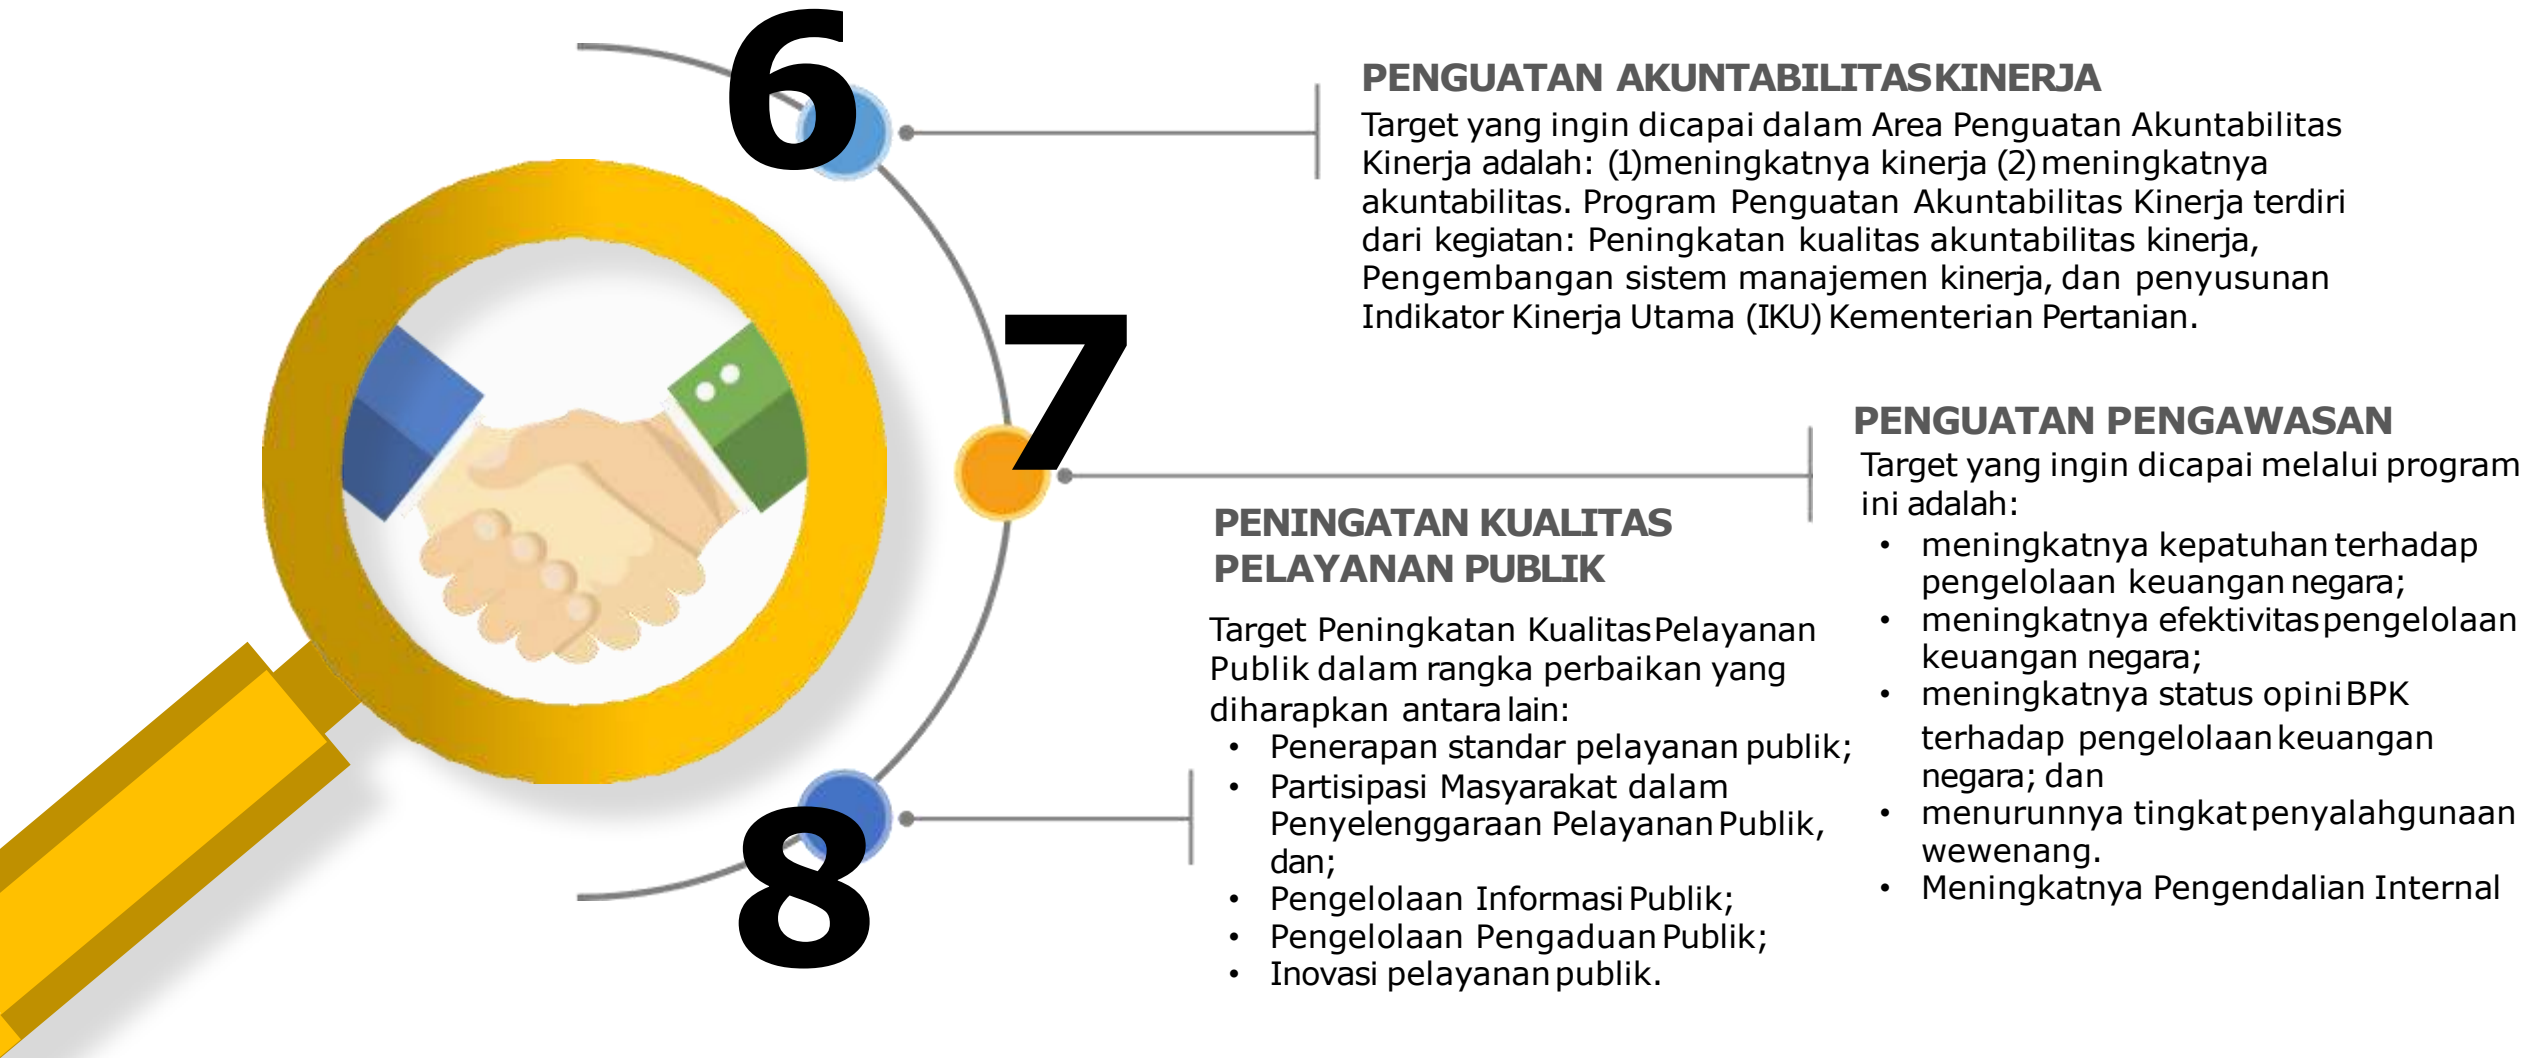 6
PENGUATAN AKUNTABILITASKINERJA
Target yang ingin dicapai dalam Area Penguatan Akuntabilitas
Kinerja adalah: (1)meningkatnya kinerja (2)meningkatnya
akuntabilitas. Program Penguatan Akuntabilitas Kinerja terdiri
dari kegiatan: Peningkatan kualitas akuntabilitas kinerja,
Pengembangan sistem manajemen kinerja, dan penyusunan
Indikator Kinerja Utama (IKU) Kementerian Pertanian.
7
PENGUATAN PENGAWASAN
Target yang ingin dicapai melalui program
ini adalah:
• meningkatnya kepatuhan terhadap
pengelolaan keuangan negara;
• meningkatnya efektivitas pengelolaan
keuangan negara;
• meningkatnya status opini BPK
terhadap pengelolaan keuangan
negara; dan
• menurunnya tingkat penyalahgunaan
wewenang.
• Meningkatnya Pengendalian Internal
8
PENINGATAN KUALITAS
PELAYANAN PUBLIK
Target Peningkatan KualitasPelayanan
Publik dalam rangka perbaikan yang
diharapkan antara lain:
• Penerapan standar pelayanan publik;
• Partisipasi Masyarakat dalam
Penyelenggaraan Pelayanan Publik,
dan;
• Pengelolaan Informasi Publik;
• Pengelolaan Pengaduan Publik;
• Inovasi pelayanan publik.